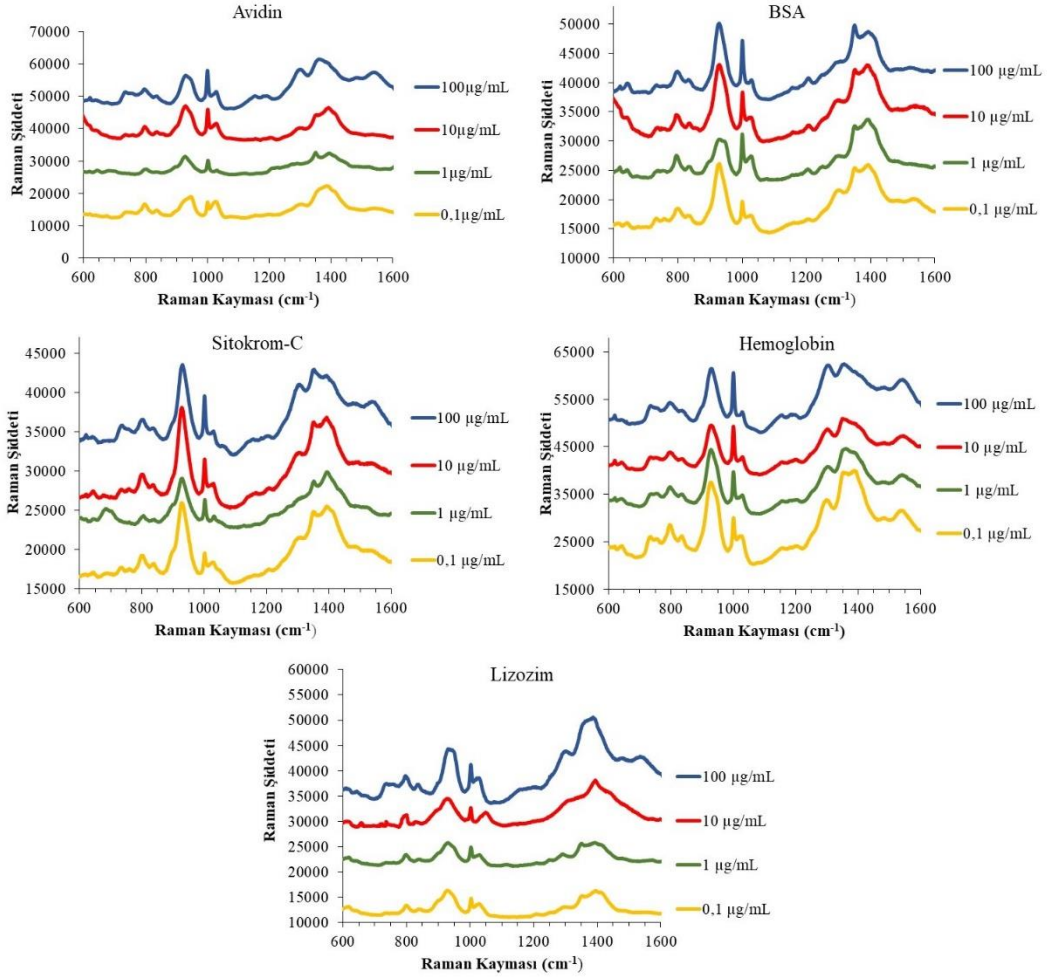 Avidin
Raman Şiddeti
70000
60000
50000
40000
30000
20000
10000
0
600 800 1000 1200 1400 1600
Raman Kayması (cm-1)
100µg/mL
10µg/mL
1µg/mL
0,1µg/mL
BSA
Raman Şiddeti
50000
45000
40000
35000
30000
25000
20000
15000
10000
600 800 1000 1200 1400 1600
Raman Kayması (cm-1)
100 µg/mL
10 µg/mL
1 µg/mL
0,1 µg/mL
Sitokrom-C
Raman Şiddeti
45000
40000
35000
30000
25000
20000
15000
600 800 1000 1200 1400 1600
Raman Kayması (cm-1)
100 µg/mL
10 µg/mL
1 µg/mL
0,1 µg/mL
Hemoglobin
Raman Şiddeti
65000
55000
45000
35000
25000
15000
600 800 1000 1200 1400 1600
Raman Kayması (cm-1)
100 µg/mL
10 µg/mL
1 µg/mL
0,1 µg/mL
Lizozim
Raman Şiddeti
60000
55000
50000
45000
40000
35000
30000
25000
20000
15000
10000
600 800 1000 1200 1400 1600
Raman Kayması (cm-1)
100 µg/mL
10 µg/mL
1 µg/mL
0,1 µg/mL